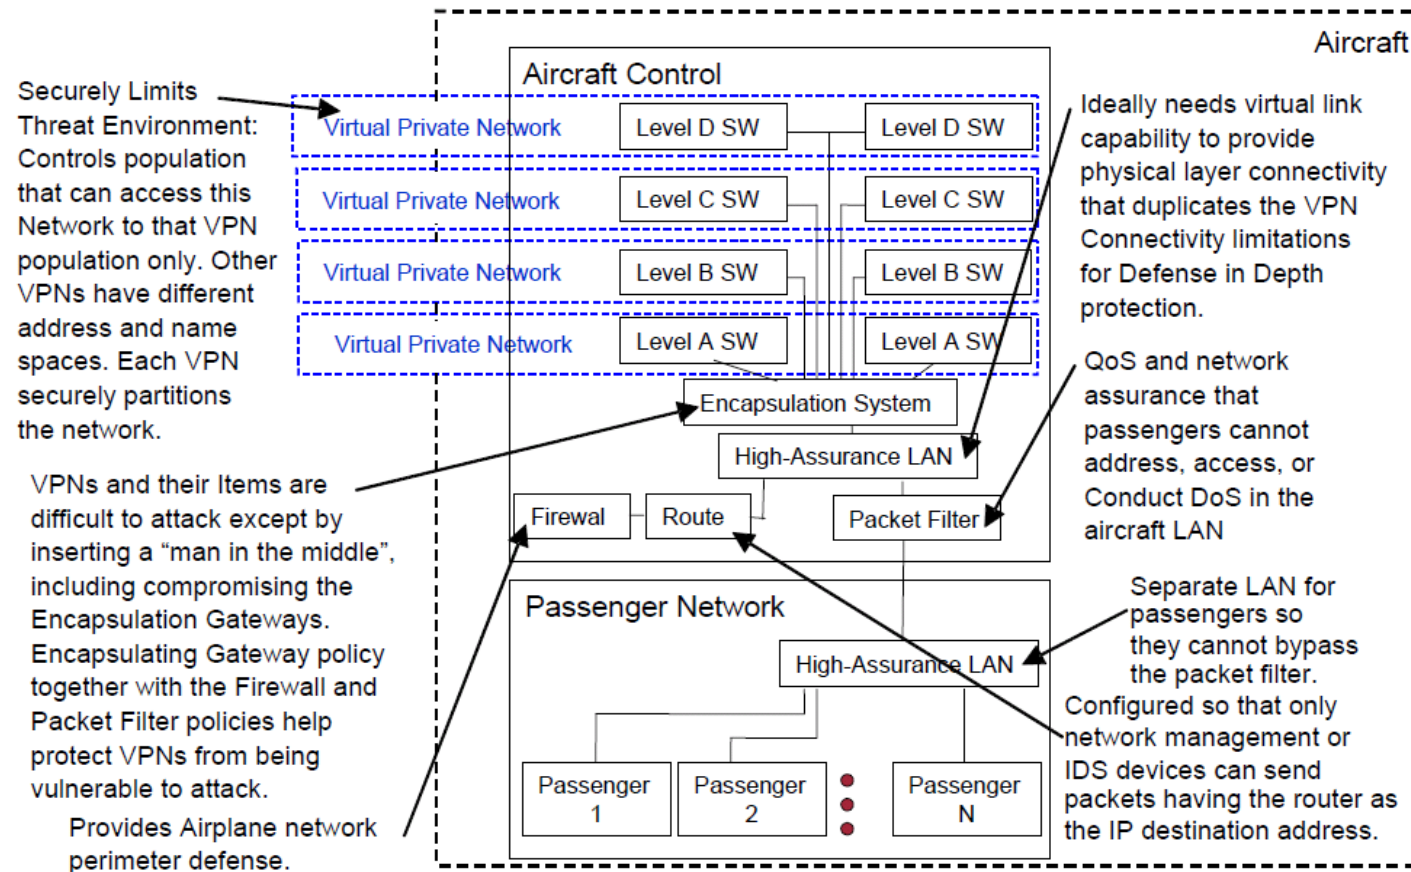 Aircraft
Aircraft Control
Securely Limits
Threat Environment:
Controls population
that can access this
Network to that VPN
population only. Other
VPNs have different
address and name
spaces. Each VPN
securely partitions
the network.
Virtual Private Network
Level D SW
Level D SW
Virtual Private Network
Level C SW
Level C SW
Virtual Private Network
Level B SW
Level B SW
Virtual Private Network
Level A SW
Level A SW
Ideally needs virtual link
capability to provide
physical layer connectivity
that duplicates the VPN
Connectivity limitations
for Defense in Depth
protection.
Encapsulation System
High-Assurance LAN
Firewal
Route
Packet Filter
QoS and network
assurance that
passengers cannot
address, access, or
Conduct DoS in the
aircraft LAN
VPNs and their Items are
difficult to attack except by
inserting a “man in the middle”,
including compromising the
Encapsulation Gateways.
Encapsulating Gateway policy
together with the Firewall and
Packet Filter policies help
protect VPNs from being
vulnerable to attack.
Provides Airplane network
perimeter defense.
Passenger Network
High-Assurance LAN
Separate LAN for
passengers so
they cannot bypass
the packet filter.
Configured so that only
network management or
IDS devices can send
packets having the router as
the IP destination address.
Passenger
1
Passenger
2
Passenger
N